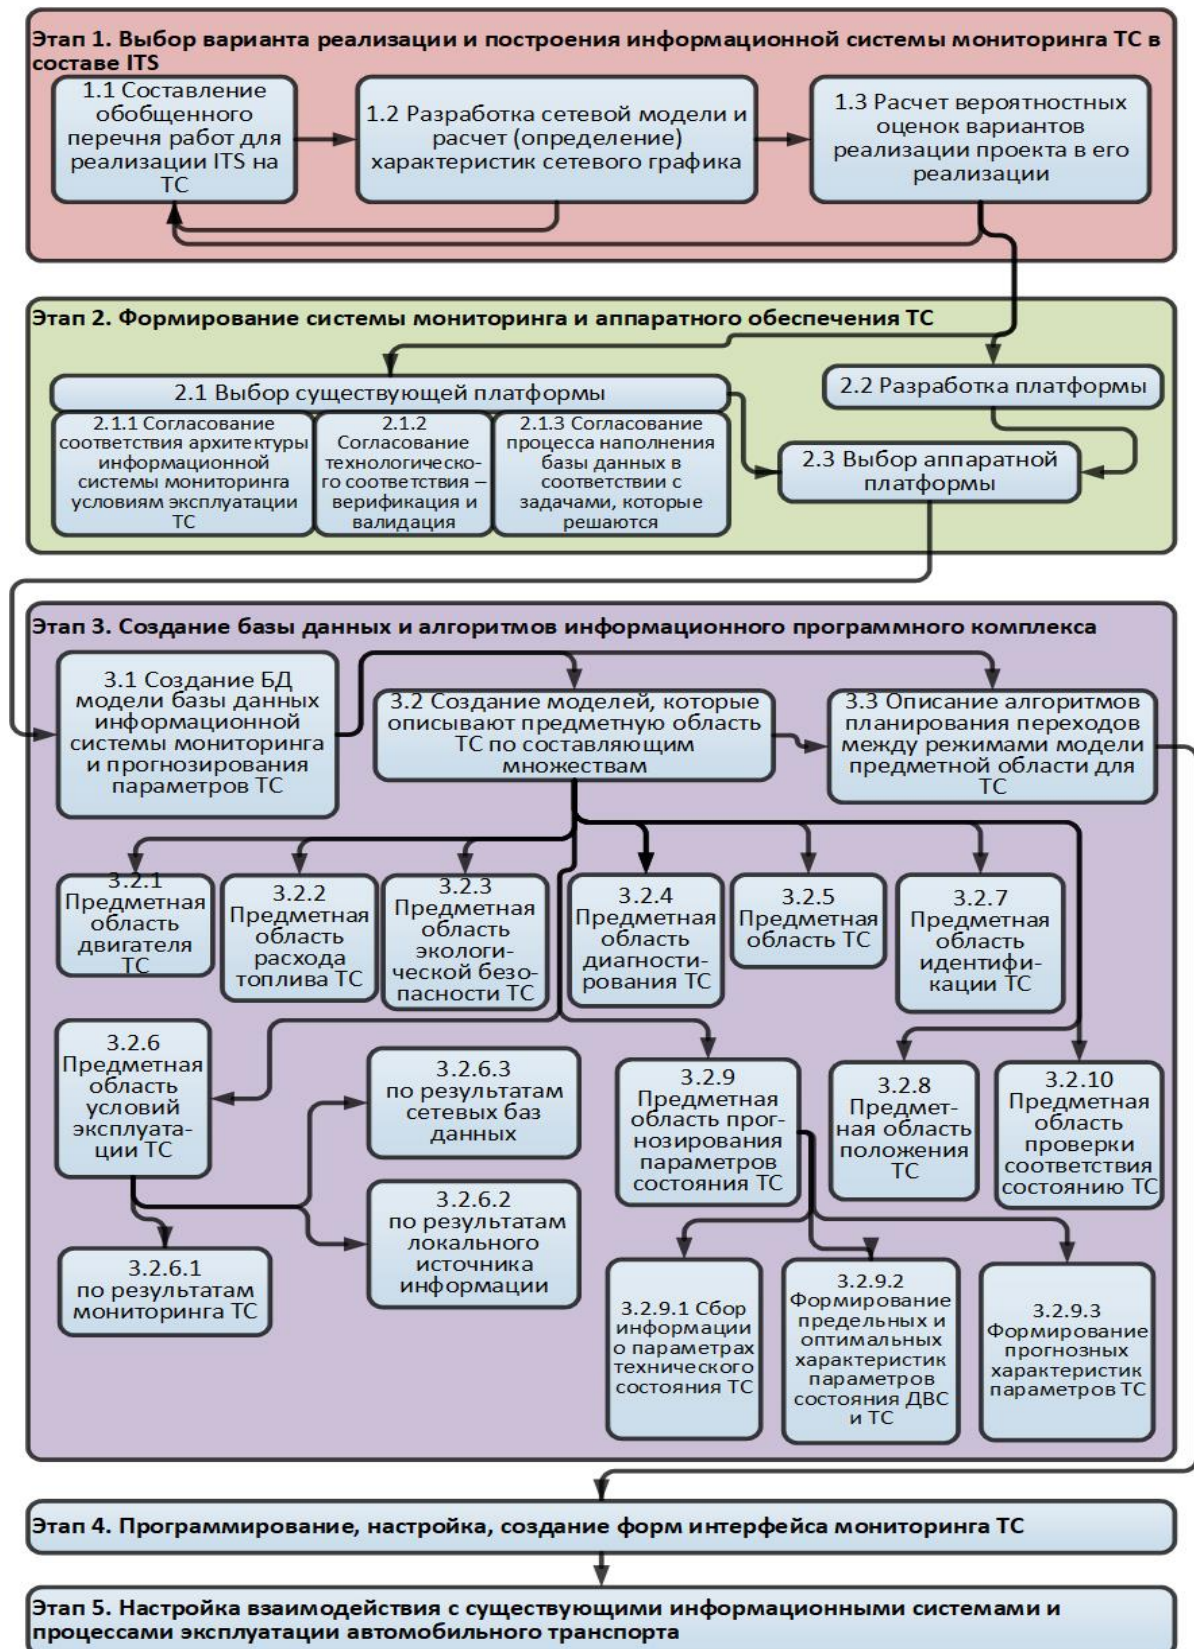 Этап 1. Выбор варианта реализации и построения информационной системы мониторинга ТС в
составе ITS
1.1 Составление
обобщенного
перечня работ для
реализации ITS на
ТС
1.2 Разработка сетевой модели и
расчет (определение)
характеристик сетевого графика
1.3 Расчет вероятностных
оценок вариантов
реализации проекта в его
реализации
Этап 2. Формирование системы мониторинга и аппаратного обеспечения ТС
2.1 Выбор существующей платформы
2.2 Разработка платформы
2.1.1 Согласование
соответствия архитектуры
информационной
системы мониторинга
условиям эксплуатации
ТС
2.1.2
Согласование
технологическо-
го соответствия –
верификация и
валидация
2.1.3 Согласование
процесса наполнения
базы данных в
соответствии с
задачами, которые
решаются
2.3 Выбор аппаратной
платформы
Этап 3. Создание базы данных и алгоритмов информационного программного комплекса
3.1 Создание БД
модели базы данных
информационной
системы мониторинга
и прогнозирования
параметров ТС
3.2 Создание моделей, которые
описывают предметную область
ТС по составляющим
множествам
3.3 Описание алгоритмов
планирования переходов
между режимами модели
предметной области для
ТС
3.2.1
Предметная
область
двигателя
ТС
3.2.2
Предметная
область
расхода
топлива ТС
3.2.3
Предметная
область
экологи-
ческой безо-
пасности ТС
3.2.4
Предметная
область
диагности-
рования ТС
3.2.5
Предметная
область ТС
3.2.7
Предметная
область
идентифи-
кации ТС
3.2.6
Предметная
область
условий
эксплуата-
ции ТС
3.2.6.3
по результатам
сетевых баз
данных
3.2.9
Предметная
область прог-
нозирования
параметров
состояния ТС
3.2.8
Предмет-
ная область
положения
ТС
3.2.10
Предметная
область
проверки
соответствия
состоянию ТС
3.2.6.2
по результатам
локального
источника
информации
3.2.6.1
по результатам
мониторинга ТС
3.2.9.1 Сбор
информации
о параметрах
технического
состояния ТС
3.2.9.2
Формирование
предельных и
оптимальных
характеристик
параметров
состояния ДВС
и ТС
3.2.9.3
Формирование
прогнозных
характеристик
параметров ТС
Этап 4. Программирование, настройка, создание форм интерфейса мониторинга ТС
Этап 5. Настройка взаимодействия с существующими информационными системами и
процессами эксплуатации автомобильного транспорта